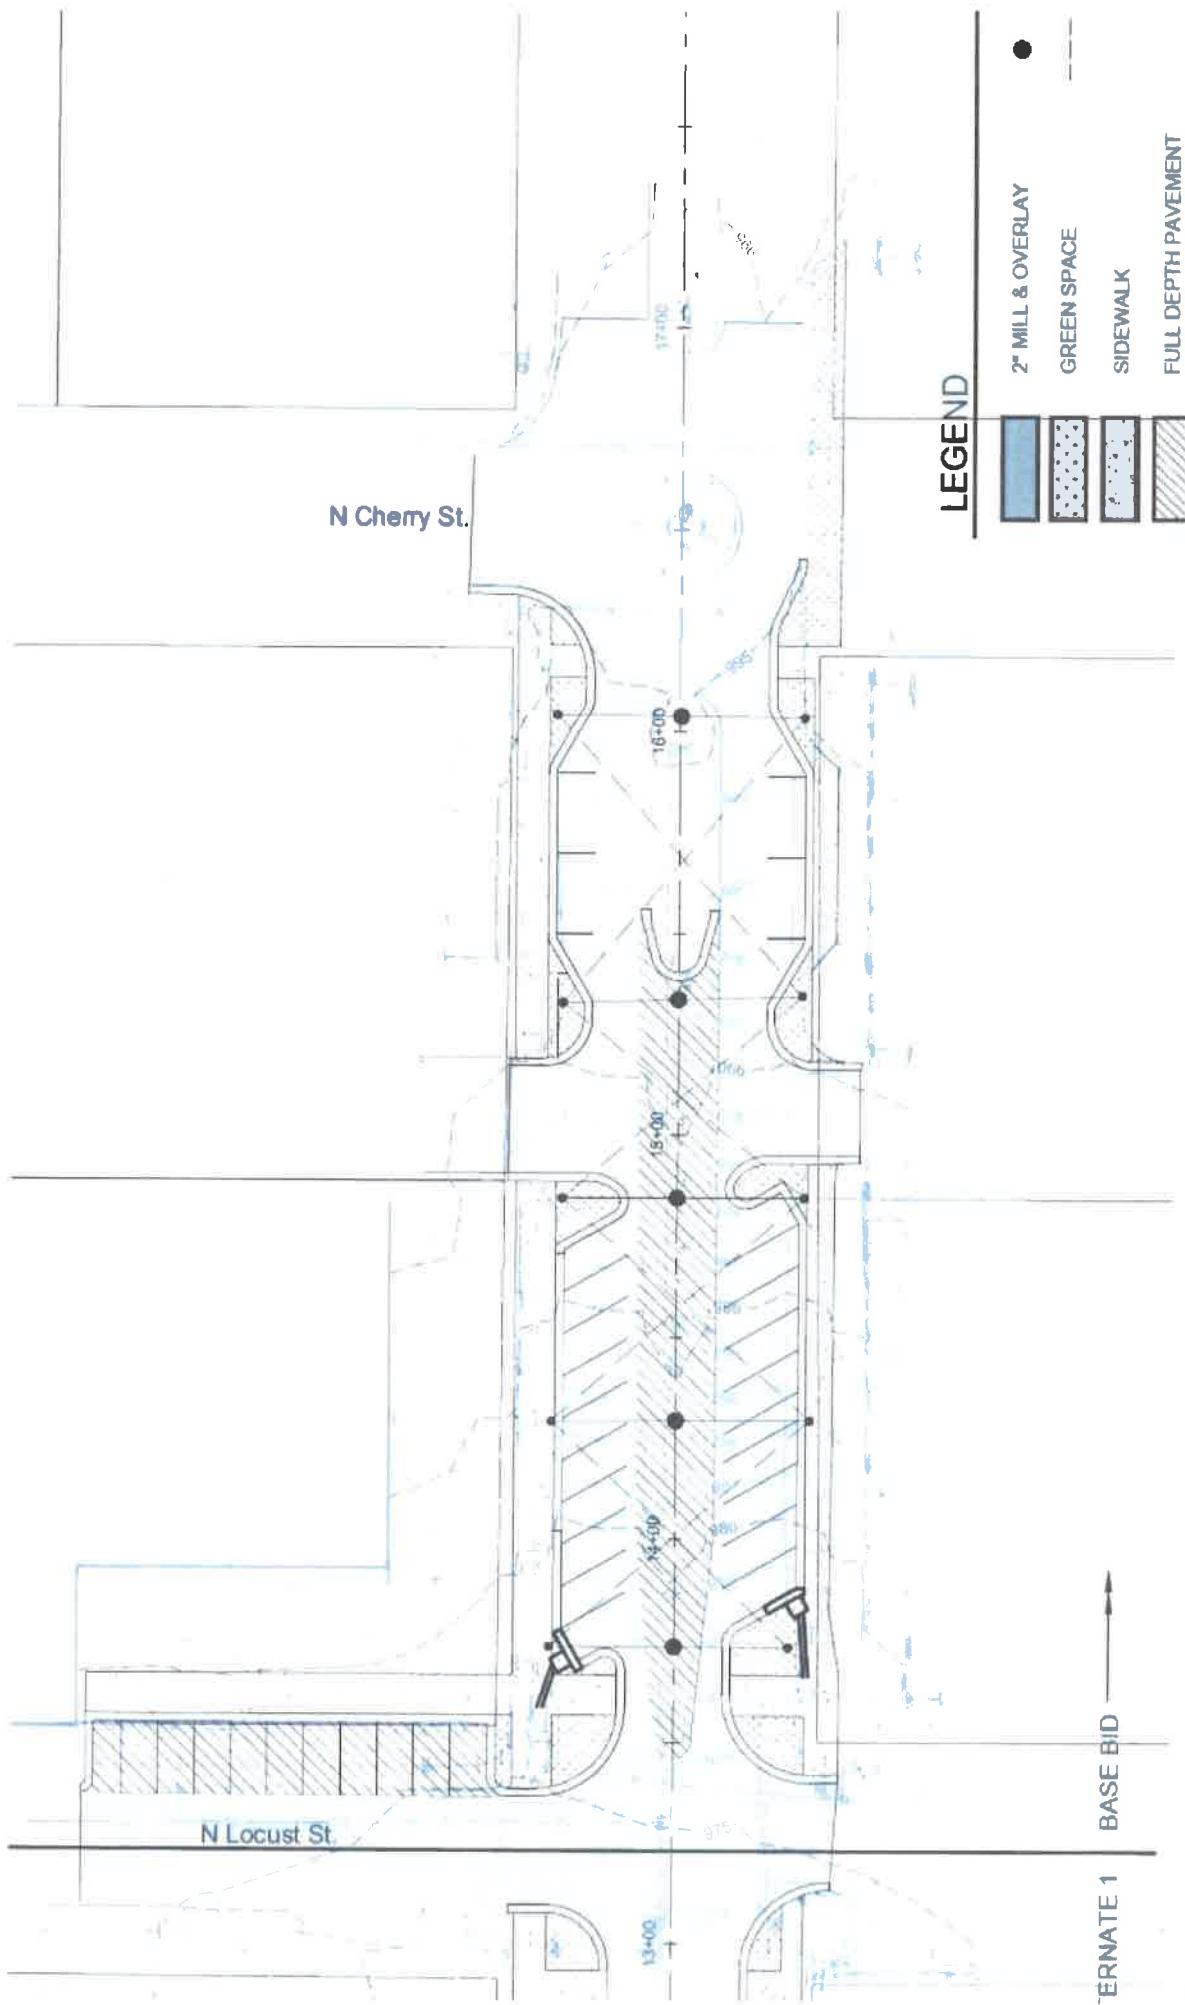 N Cherry St.
17+00
966
995
16+00
LEGEND
2" MILL & OVERLAY
GREEN SPACE
SIDEWALK
FULL DEPTH PAVEMENT
990
15+00
985
14+00
980
N Locust St.
975
13+00
ERNATE 1
BASE BID